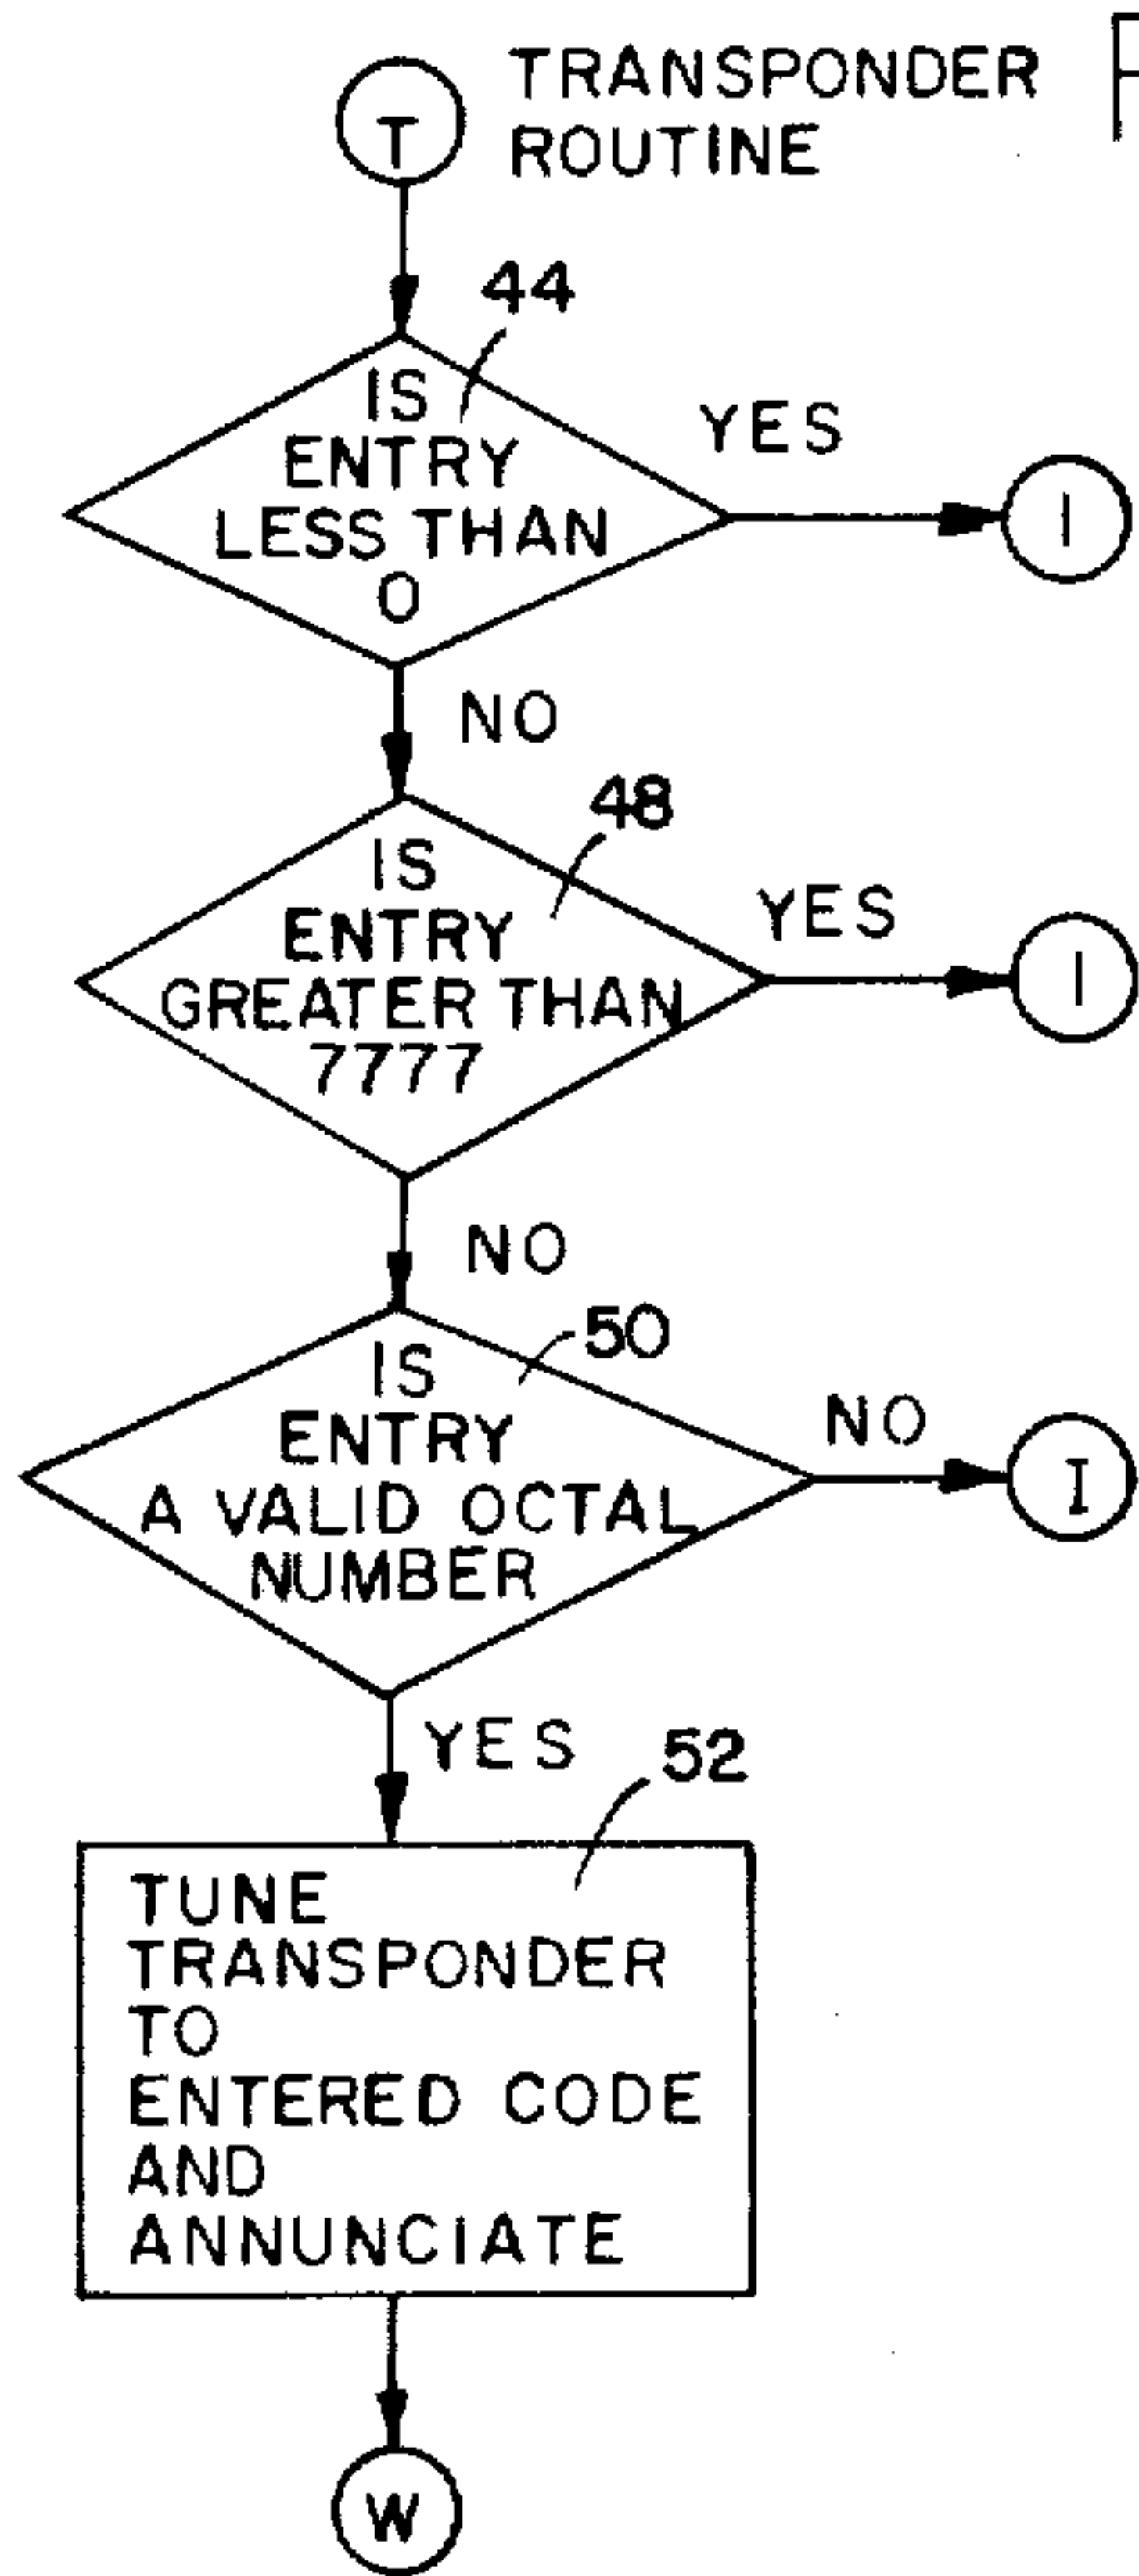 T
TRANSPONDER
ROUTINE
44
IS
ENTRY
LESS THAN
0
YES
I
NO
48
IS
ENTRY
GREATER THAN
7777
YES
I
NO
50
IS
ENTRY
A VALID OCTAL
NUMBER
NO
I
YES
52
TUNE
TRANSPONDER
TO
ENTERED CODE
AND
ANNUNCIATE
W